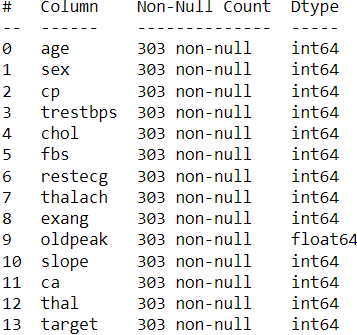 #   Column    Non-Null Count  Dtype
--  ------    --------------  -----
0   age       303 non-null    int64
1   sex       303 non-null    int64
2   cp        303 non-null    int64
3   trestbps  303 non-null    int64
4   chol      303 non-null    int64
5   fbs       303 non-null    int64
6   restecg   303 non-null    int64
7   thalach   303 non-null    int64
8   exang     303 non-null    int64
9   oldpeak   303 non-null    float64
10  slope     303 non-null    int64
11  ca        303 non-null    int64
12  thal      303 non-null    int64
13  target    303 non-null    int64